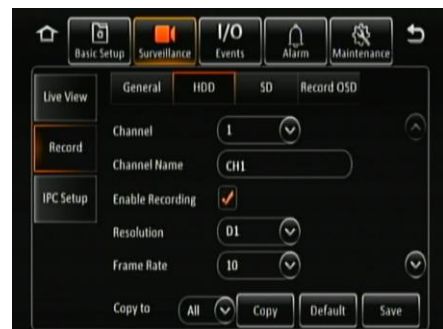 Basic Setup
Surveillance
I/O
Events
Alarm
Maintenance
Live View
Record
IPC Setup
General HDD SD Record OSD
Channel 1
Channel Name CH1
Enable Recording
Resolution D1
Frame Rate 10
Copy to All Copy Default Save